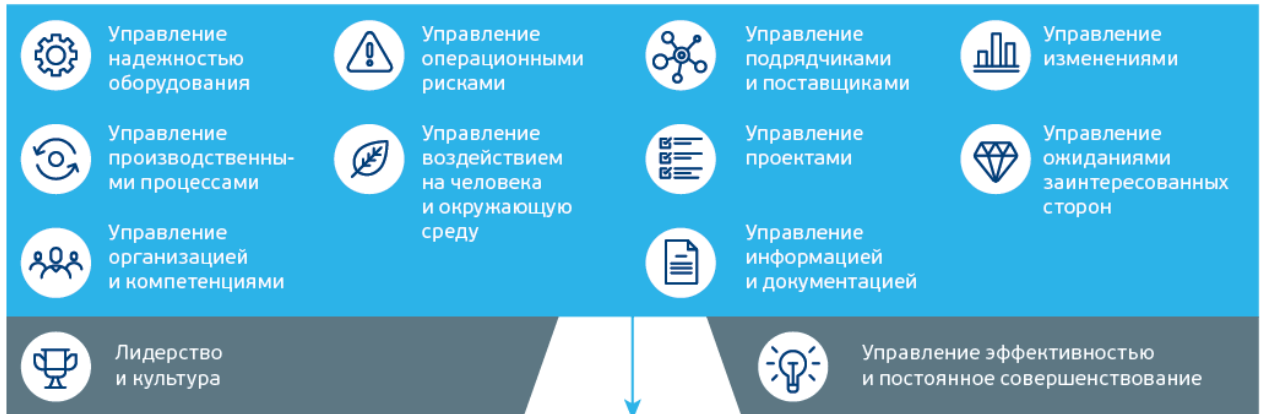 Управление
надежностью
оборудования
Управление
операционными
рисками
Управление
подрядчиками
и поставщиками
Управление
изменениями
Управление
производственны-
ми процессами
Управление
воздействием
на человека
и окружающую
среду
Управление
проектами
Управление
ожиданиями
заинтересованных
сторон
Управление
организацией
и компетенциями
Управление
информацией
и документацией
Лидерство
и культура
Управление эффективностью
и постоянное совершенствование